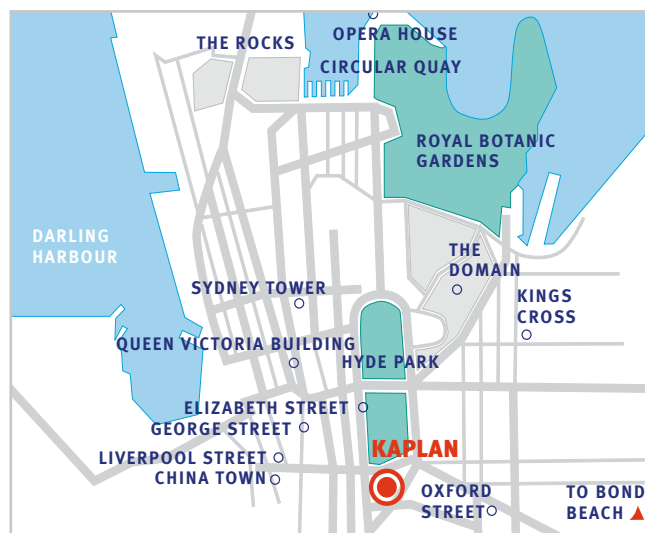 OPERA HOUSE
THE ROCKS
CIRCULAR QUAY
ROYAL BOTANIC
GARDENS
DARLING
HARBOUR
THE
DOMAIN
SYDNEY TOWER
KINGS
CROSS
QUEEN VICTORIA BUILDING
HYDE PARK
ELIZABETH STREET
GEORGE STREET
KAPLAN
LIVERPOOL STREET
CHINA TOWN
OXFORD
STREET
TO BOND
BEACH